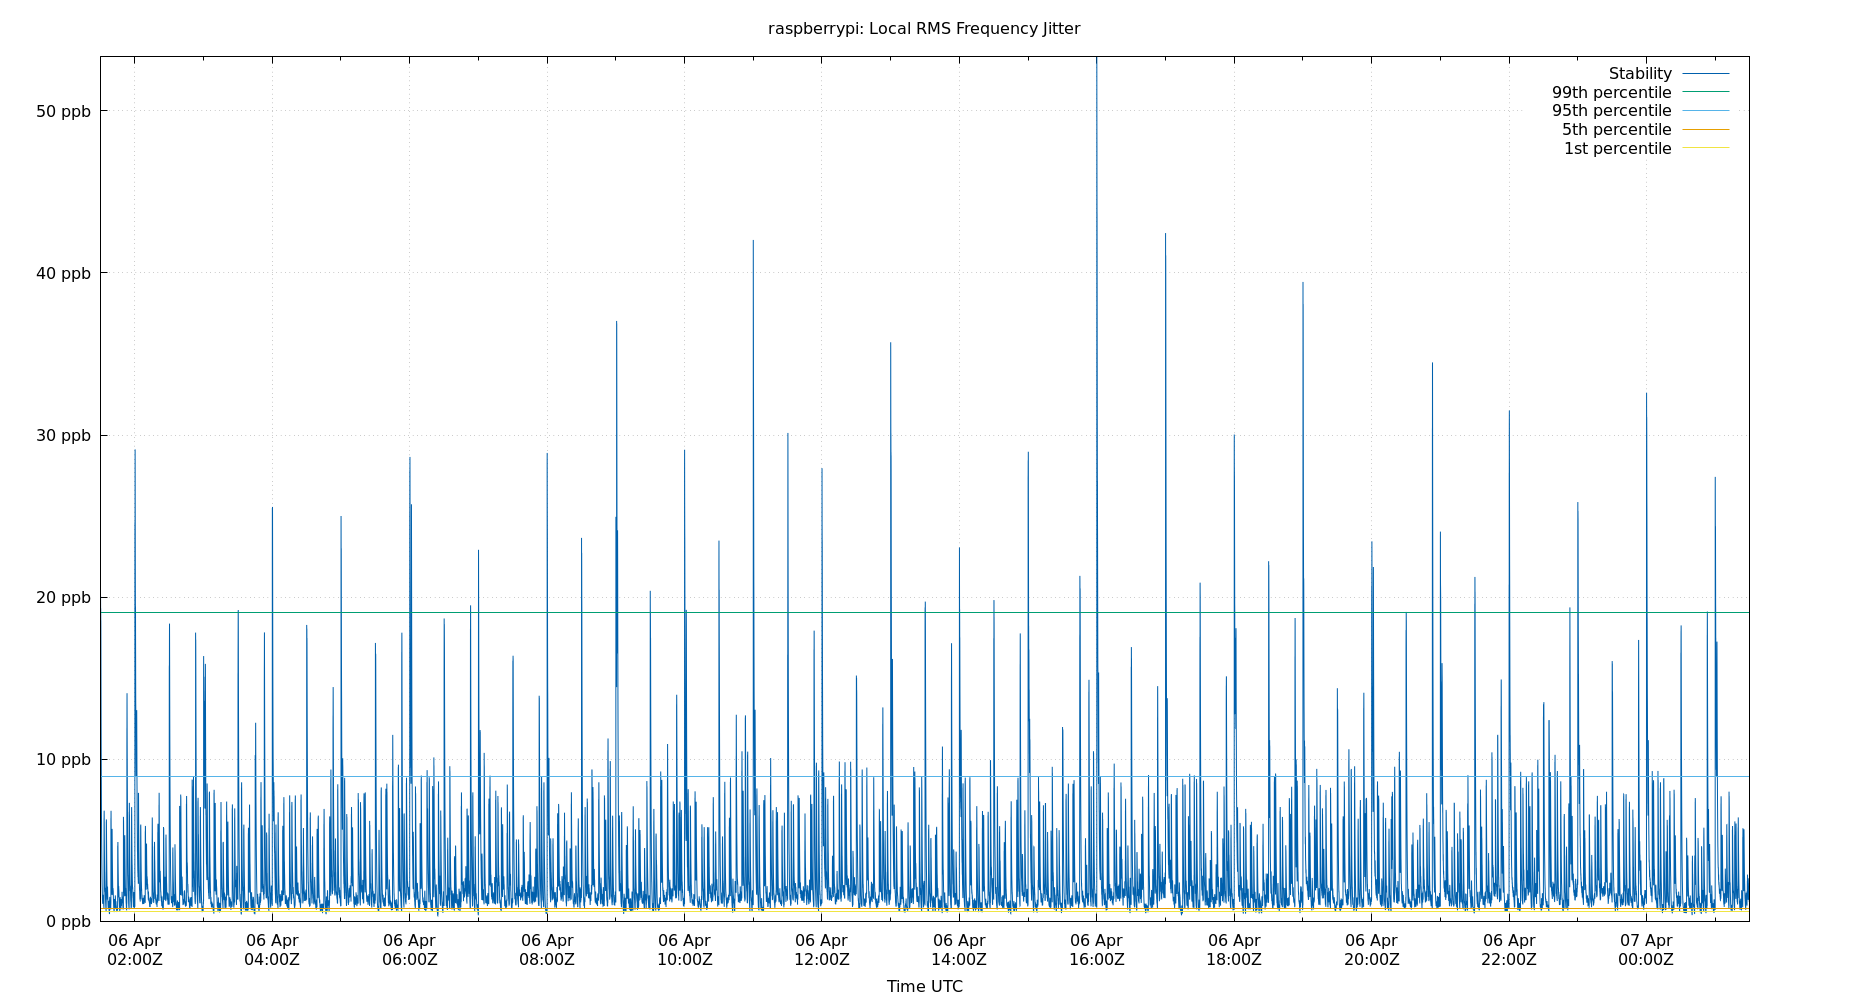 raspberrypi: Local RMS Frequency Jitter
Stability
99th percentile
95th percentile
5th percentile
1st percentile
50 ppb
40 ppb
30 ppb
20 ppb
10 ppb
0 ppb
06 Apr 06 Apr 06 Apr 06 Apr 06 Apr 06 Apr 06 Apr 06 Apr 06 Apr 06 Apr 06 Apr 07 Apr
02:00Z 04:00Z 06:00Z 08:00Z 10:00Z 12:00Z 14:00Z 16:00Z 18:00Z 20:00Z 22:00Z 00:00Z
Time UTC